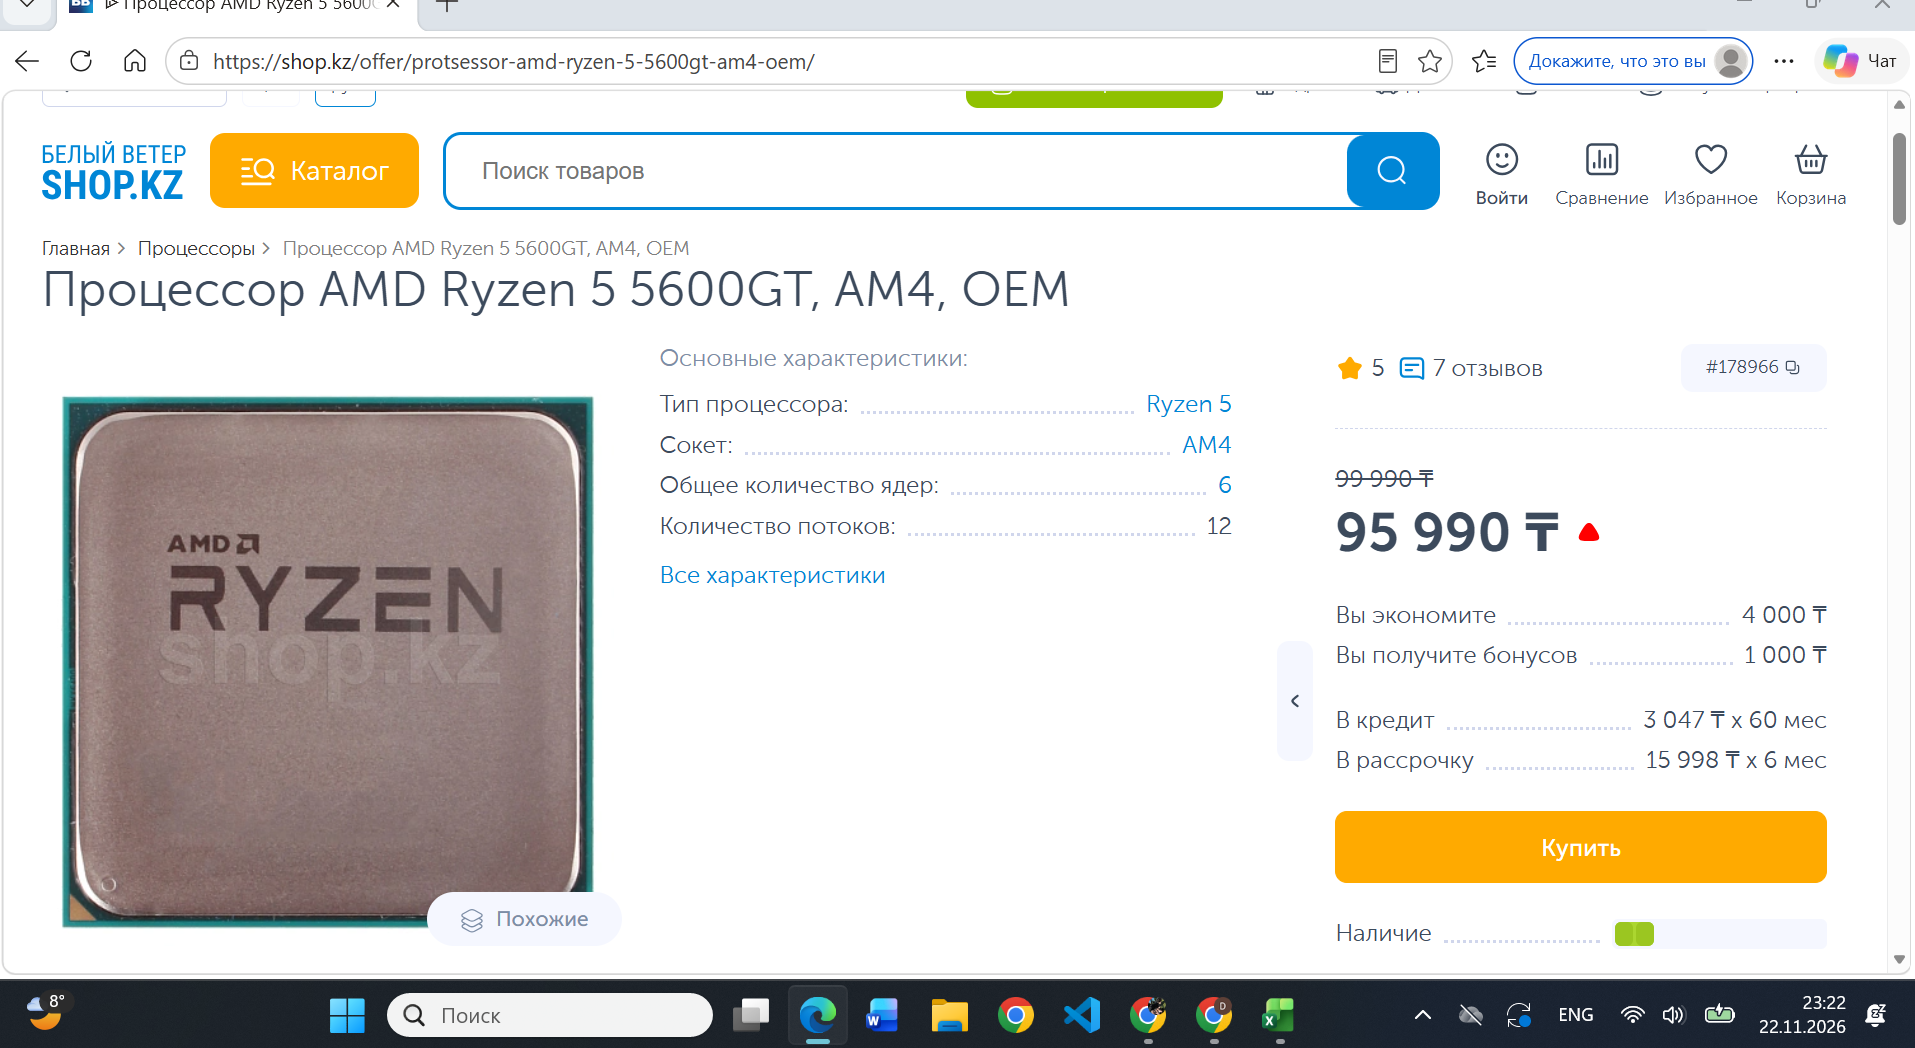 Процессор AMD Ryzen 5 5600G
https://shop.kz/offer/protsessor-amd-ryzen-5-5600gt-am4-oem/
Докажите, что это вы
Чат
БЕЛЫЙ ВЕТЕР
SHOP.KZ
Каталог
Поиск товаров
Войти
Сравнение
Избранное
Корзина
Главная > Процессоры > Процессор AMD Ryzen 5 5600GT, AM4, OEM
Процессор AMD Ryzen 5 5600GT, AM4, OEM
AMD
RYZEN
shop.kz
Похожие
Основные характеристики:
Тип процессора: Ryzen 5
Сокет: AM4
Общее количество ядер: 6
Количество потоков: 12
Все характеристики
5 7 отзывов
#178966
99 990 ₸
95 990 ₸
Вы экономите 4 000 ₸
Вы получите бонусов 1 000 ₸
В кредит 3 047 ₸ x 60 мес
В рассрочку 15 998 ₸ x 6 мес
Купить
Наличие
8°
Поиск
ENG
23:22
22.11.2026